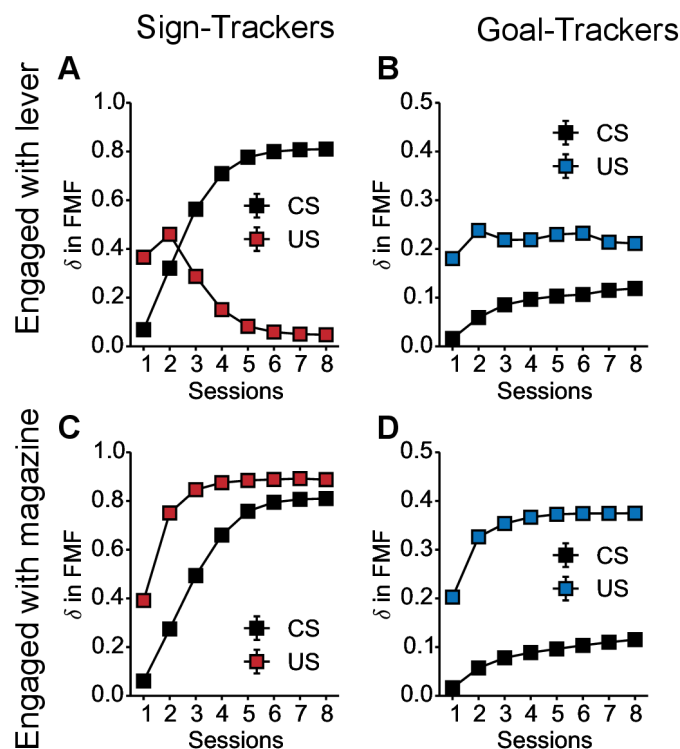 Sign-Trackers
Goal-Trackers
Engaged with lever
A
1.0
0.8
0.6
0.4
0.2
0.0
δ in FMF
CS
US
1 2 3 4 5 6 7 8
Sessions
B
0.5
0.4
0.3
0.2
0.1
0.0
δ in FMF
CS
US
1 2 3 4 5 6 7 8
Sessions
Engaged with magazine
C
1.0
0.8
0.6
0.4
0.2
0.0
δ in FMF
CS
US
1 2 3 4 5 6 7 8
Sessions
D
0.5
0.4
0.3
0.2
0.1
0.0
δ in FMF
CS
US
1 2 3 4 5 6 7 8
Sessions